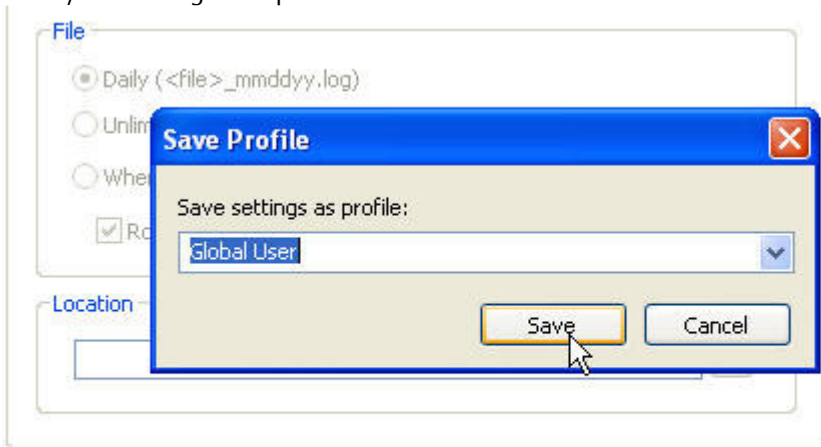 File
Daily (<file>_mmddyy.log)
Save Profile
Save settings as profile:
Global User
Location
Save
Cancel